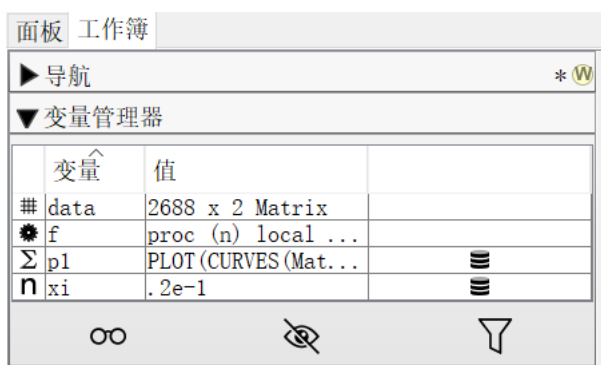 面板 工作簿
▶导航 * W
▼变量管理器
变量 值
data 2688 x 2 Matrix
f proc (n) local ...
Σ p1 PLOT(CURVES(Mat...
n xi .2e-1